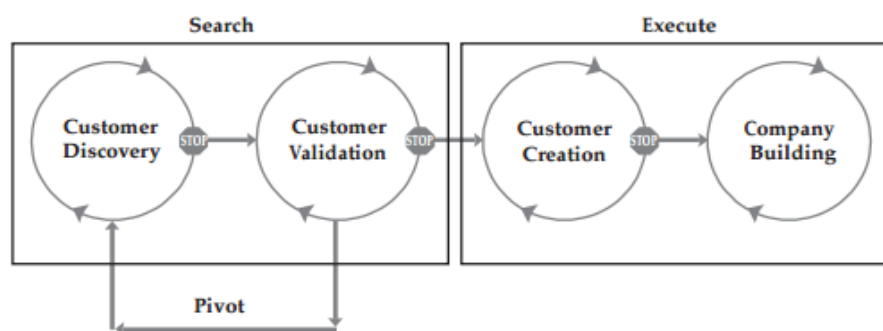 Search
Execute
Customer
Discovery
STOP
Customer
Validation
STOP
Customer
Creation
STOP
Company
Building
Pivot